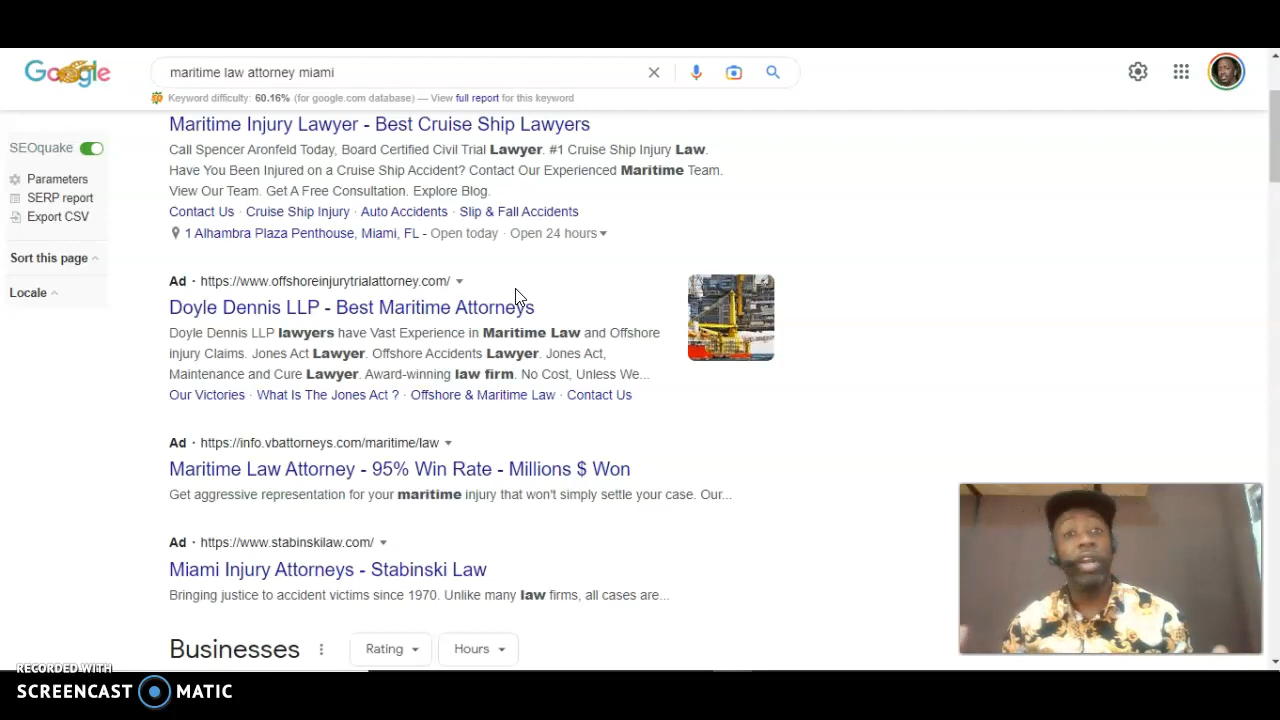 Google
maritime law attorney miami
Keyword difficulty: 60.16% (for google.com database) — View full report for this keyword
SEOquake
Parameters
SERP report
Export CSV
Sort this page
Locale
Maritime Injury Lawyer - Best Cruise Ship Lawyers
Call Spencer Aronfeld Today, Board Certified Civil Trial Lawyer. #1 Cruise Ship Injury Law.
Have You Been Injured on a Cruise Ship Accident? Contact Our Experienced Maritime Team.
View Our Team. Get A Free Consultation. Explore Blog.
Contact Us · Cruise Ship Injury · Auto Accidents · Slip & Fall Accidents
1 Alhambra Plaza Penthouse, Miami, FL - Open today · Open 24 hours
Ad · https://www.offshoreinjurytrialattorney.com/
Doyle Dennis LLP - Best Maritime Attorneys
Doyle Dennis LLP lawyers have Vast Experience in Maritime Law and Offshore
injury Claims. Jones Act Lawyer. Offshore Accidents Lawyer. Jones Act,
Maintenance and Cure Lawyer. Award-winning law firm. No Cost, Unless We...
Our Victories · What Is The Jones Act ? · Offshore & Maritime Law · Contact Us
Ad · https://info.vbattorneys.com/maritime/law
Maritime Law Attorney - 95% Win Rate - Millions $ Won
Get aggressive representation for your maritime injury that won't simply settle your case. Our...
Ad · https://www.stabinskilaw.com/
Miami Injury Attorneys - Stabinski Law
Bringing justice to accident victims since 1970. Unlike many law firms, all cases are...
Businesses
Rating
Hours
RECORDED WITH
SCREENCAST MATIC